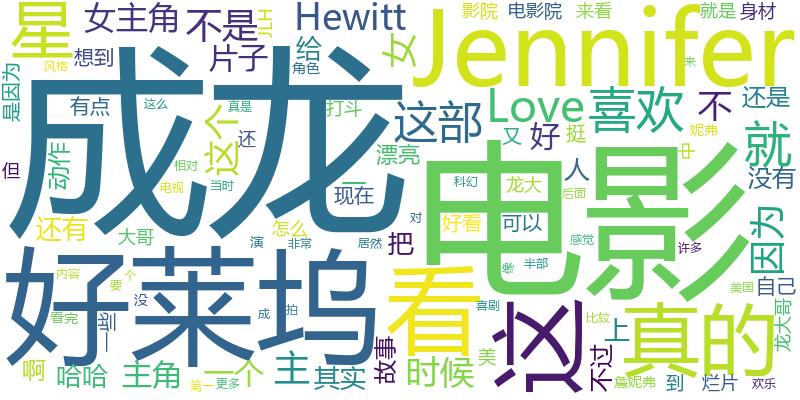 星
女主角
不是
Hewitt
JLH
Jennifer
影院
电影院
来看
就是
身材
片子
给
女
角色
想到
风格
是因为
有点
这么
真是
打斗
这部
Love
喜欢
不
还是
就
妮弗
来
成龙
这个
还
好
又
挺
漂亮
人
中
没有
但
动作
相对
电视
当时
现在
科幻
龙大
后面
电影
因为
还有
大哥
怎么
演
非常
居然
对
好看
可以
把
感觉
许多
好莱坞
看
半部
美国
自己
内容
要
个
没
看完
一些
成
拍
喜剧
这
比较
上
真的
龙大哥
啊
哈哈
主角
第一
更多
一个
主
其实
故事
时候
美
不过
詹妮弗
到
烂片
欢乐